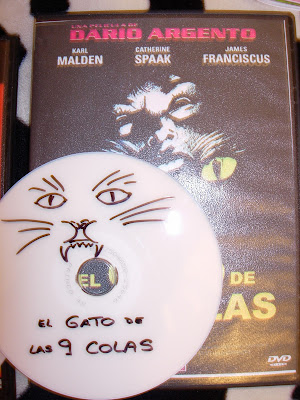 UNA PELICULA DE
DARIO ARGENTO
KARL MALDEN
CATHERINE SPAAK
JAMES FRANCISCUS
DE
LAS
EL
EL GATO DE
LAS 9 COLAS
DVD